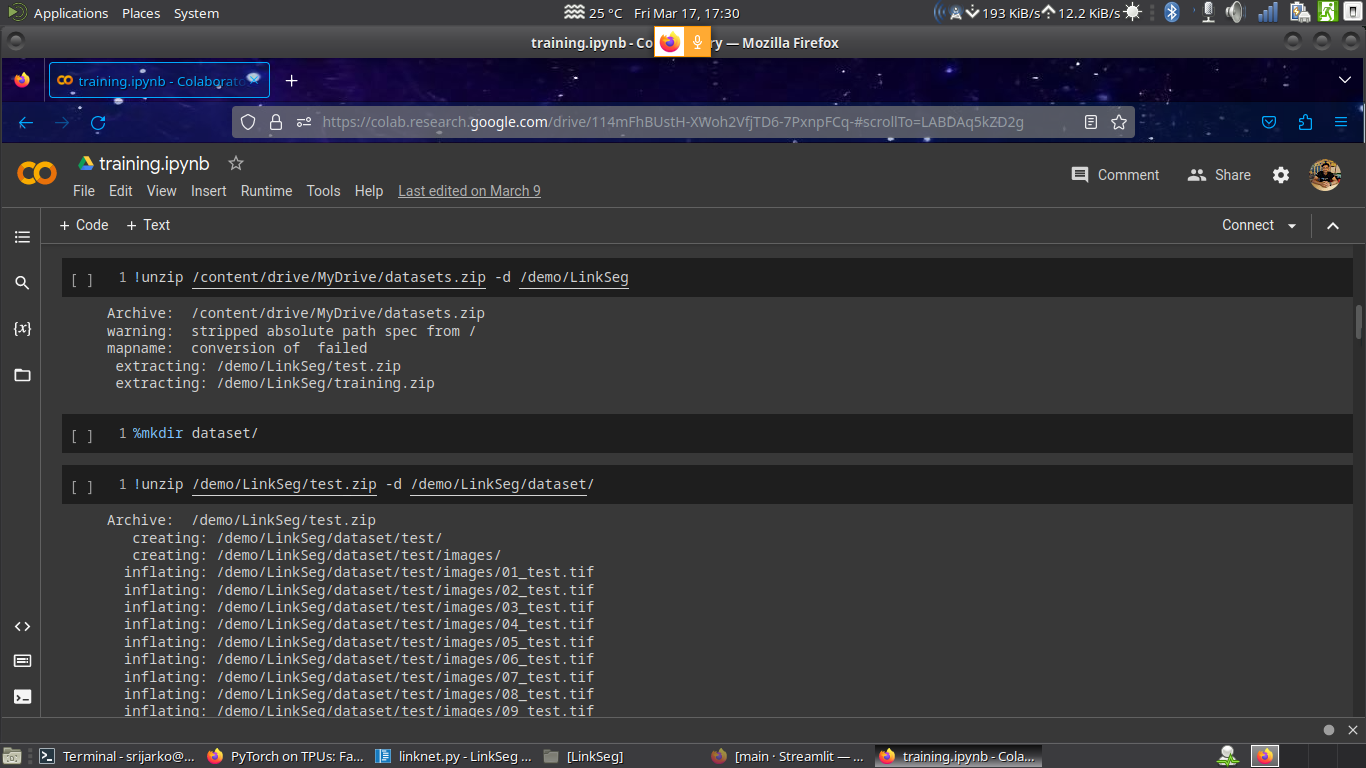 Applications Places System 25 °C Fri Mar 17, 17:30 193 KiB/s 12.2 KiB/s
training.ipynb - Co ry — Mozilla Firefox
training.ipynb - Colaborato
https://colab.research.google.com/drive/114mFhBUstH-XWoh2VfjTD6-7PxnpFCq-#scrollTo=LABDAq5kZD2g
training.ipynb
File Edit View Insert Runtime Tools Help Last edited on March 9
Comment Share
+ Code + Text Connect
[ ] 1 !unzip /content/drive/MyDrive/datasets.zip -d /demo/LinkSeg
Archive: /content/drive/MyDrive/datasets.zip
warning: stripped absolute path spec from /
mapname: conversion of failed
extracting: /demo/LinkSeg/test.zip
extracting: /demo/LinkSeg/training.zip
[ ] 1 %mkdir dataset/
[ ] 1 !unzip /demo/LinkSeg/test.zip -d /demo/LinkSeg/dataset/
Archive: /demo/LinkSeg/test.zip
creating: /demo/LinkSeg/dataset/test/
creating: /demo/LinkSeg/dataset/test/images/
inflating: /demo/LinkSeg/dataset/test/images/01_test.tif
inflating: /demo/LinkSeg/dataset/test/images/02_test.tif
inflating: /demo/LinkSeg/dataset/test/images/03_test.tif
inflating: /demo/LinkSeg/dataset/test/images/04_test.tif
inflating: /demo/LinkSeg/dataset/test/images/05_test.tif
inflating: /demo/LinkSeg/dataset/test/images/06_test.tif
inflating: /demo/LinkSeg/dataset/test/images/07_test.tif
inflating: /demo/LinkSeg/dataset/test/images/08_test.tif
inflating: /demo/LinkSeg/dataset/test/images/09_test.tif
Terminal - srijarko@... PyTorch on TPUs: Fa... linknet.py - LinkSeg ... [LinkSeg] [main · Streamlit — ... training.ipynb - Cola...